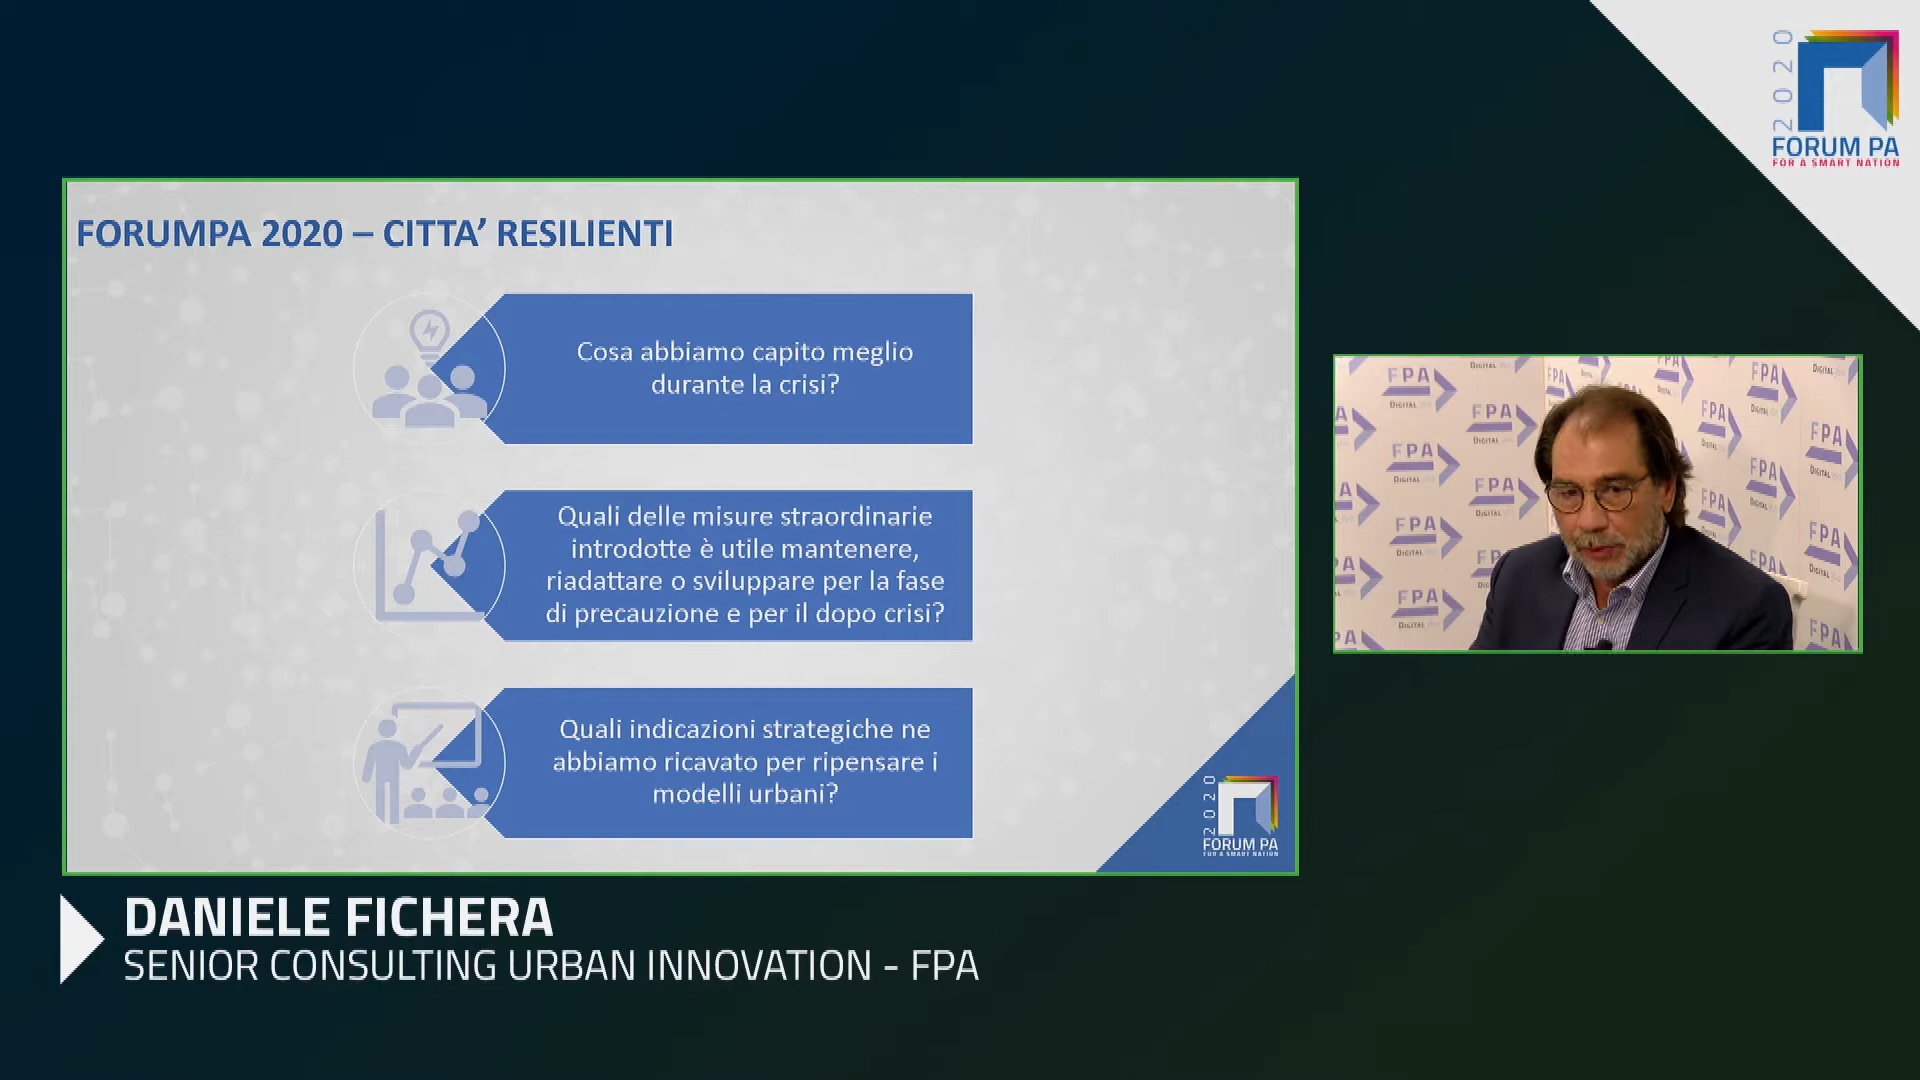 2020
FORUM PA
FOR A SMART NATION
FORUMPA 2020 – CITTA’ RESILIENTI
Cosa abbiamo capito meglio
durante la crisi?
Quali delle misure straordinarie
introdotte è utile mantenere,
riadattare o sviluppare per la fase
di precauzione e per il dopo crisi?
Quali indicazioni strategiche ne
abbiamo ricavato per ripensare i
modelli urbani?
2020
FORUM PA
FOR A SMART NATION
FPA
DIGITAL 360
DANIELE FICHERA
SENIOR CONSULTING URBAN INNOVATION - FPA